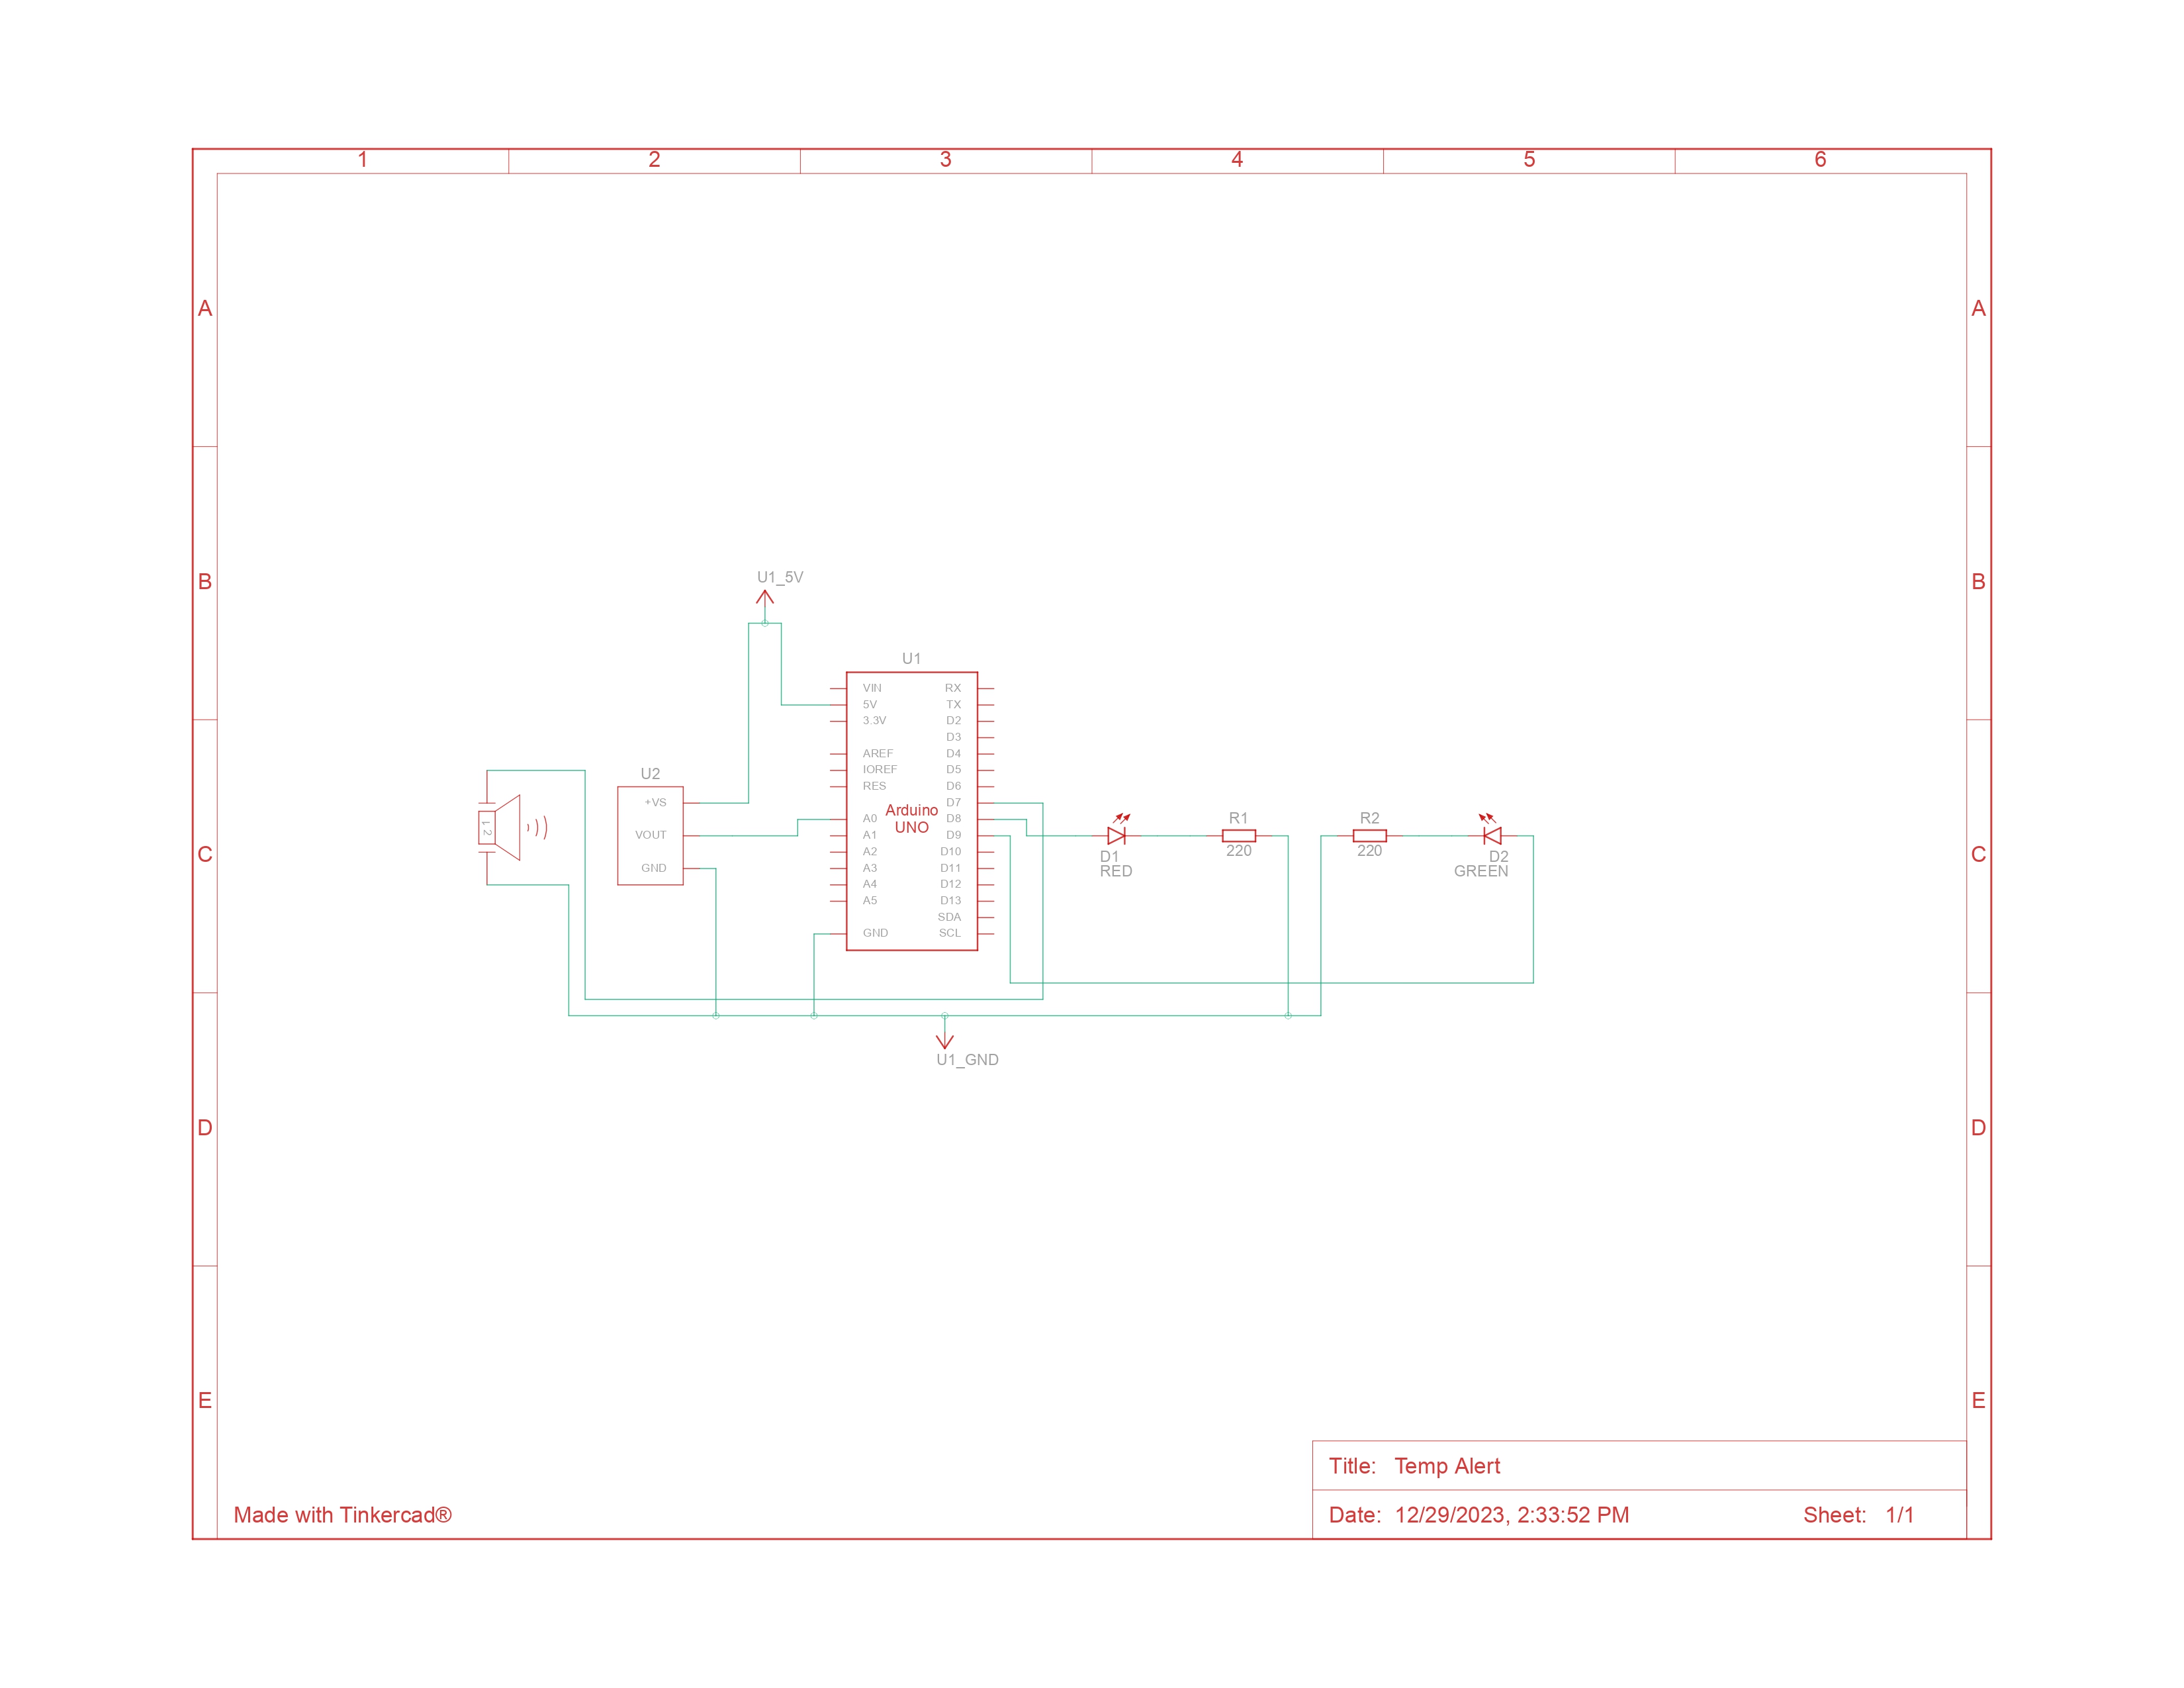 1 2 3 4 5 6
A A
B B
U1_5V
U1
VIN RX
5V TX
3.3V D2
D3
AREF D4
IOREF D5
RES D6
U2
+VS
VOUT
GND
D7
A0 D8
A1 D9
A2 D10
A3 D11
A4 D12
A5 D13
SDA
GND SCL
Arduino
UNO
1 2
R1
220
R2
220
D1
RED
D2
GREEN
C C
U1_GND
D D
E E
Title: Temp Alert
Made with Tinkercad®
Date: 12/29/2023, 2:33:52 PM Sheet: 1/1